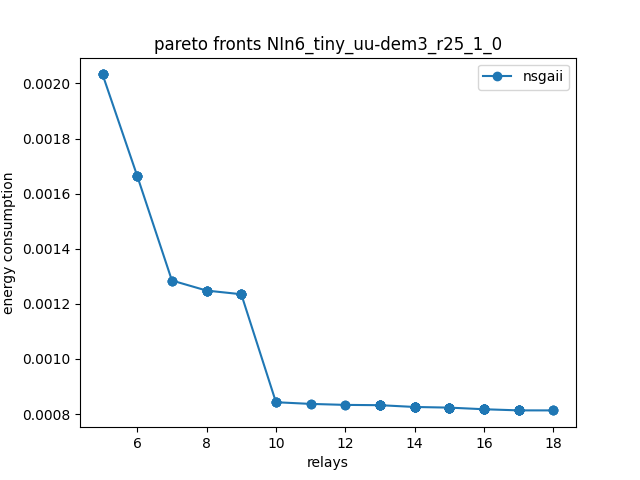 pareto fronts NIn6_tiny_uu-dem3_r25_1_0
nsgaii
0.0020
0.0018
0.0016
0.0014
0.0012
0.0010
0.0008
energy consumption
6 8 10 12 14 16 18
relays